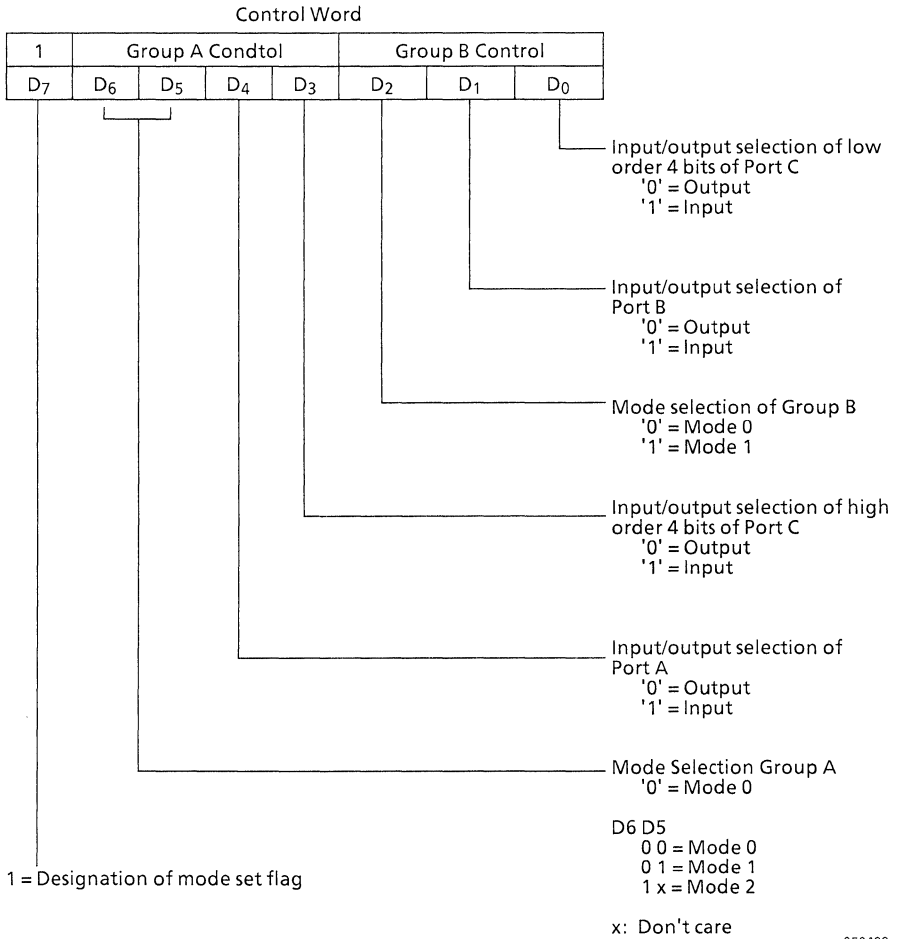 Control Word
1 Group A Condtol Group B Control
D7 D6 D5 D4 D3 D2 D1 D0
Input/output selection of low
order 4 bits of Port C
'0' = Output
'1' = Input
Input/output selection of
Port B
'0' = Output
'1' = Input
Mode selection of Group B
'0' = Mode 0
'1' = Mode 1
Input/output selection of high
order 4 bits of Port C
'0' = Output
'1' = Input
Input/output selection of
Port A
'0' = Output
'1' = Input
Mode Selection Group A
'0' = Mode 0
D6 D5
0 0 = Mode 0
0 1 = Mode 1
1 x = Mode 2
1 = Designation of mode set flag
x: Don't care